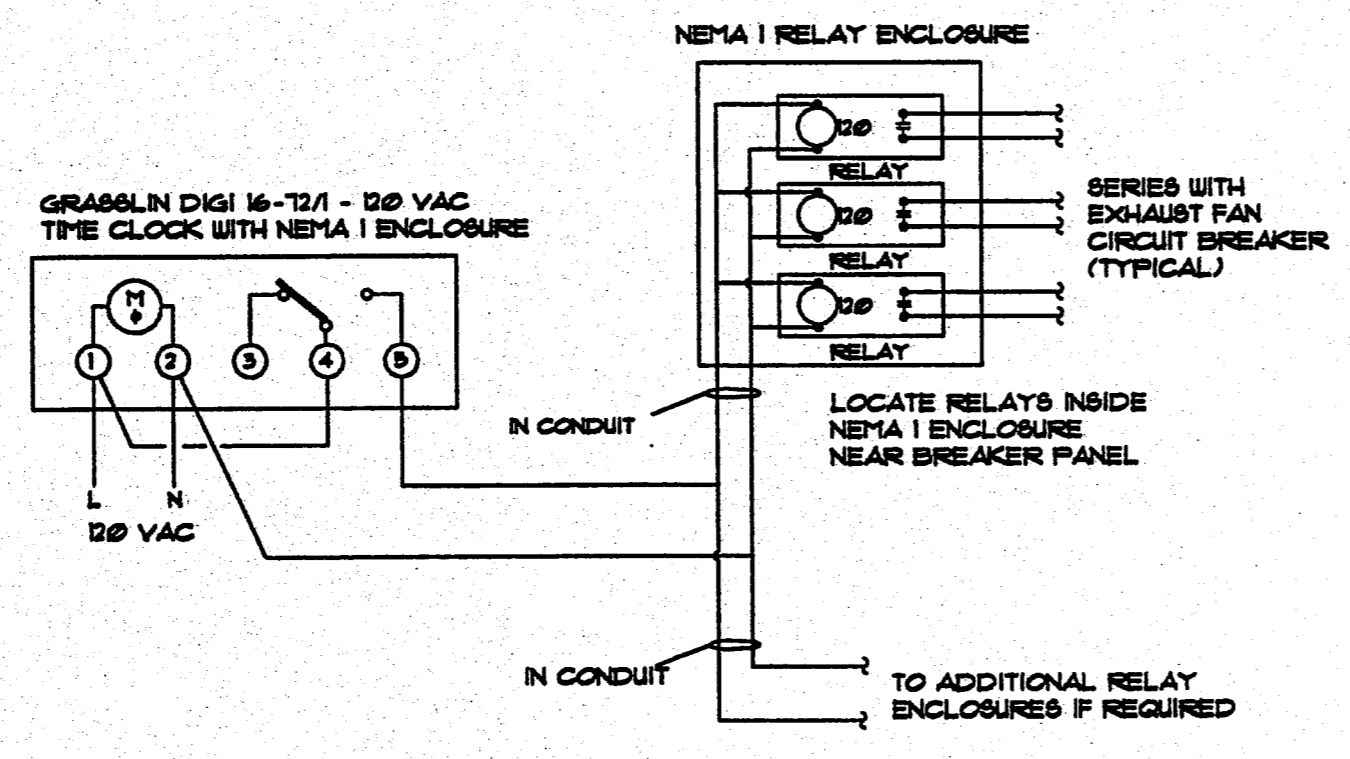 NEMA 1 RELAY ENCLOSURE
120
RELAY
120
RELAY
120
RELAY
SERIES WITH
EXHAUST FAN
CIRCUIT BREAKER
(TYPICAL)
GRASSLIN DIGI 16-72/1 - 120 VAC
TIME CLOCK WITH NEMA 1 ENCLOSURE
M
φ
1
2
3
4
5
L
N
120 VAC
IN CONDUIT
LOCATE RELAYS INSIDE
NEMA 1 ENCLOSURE
NEAR BREAKER PANEL
IN CONDUIT
TO ADDITIONAL RELAY
ENCLOSURES IF REQUIRED